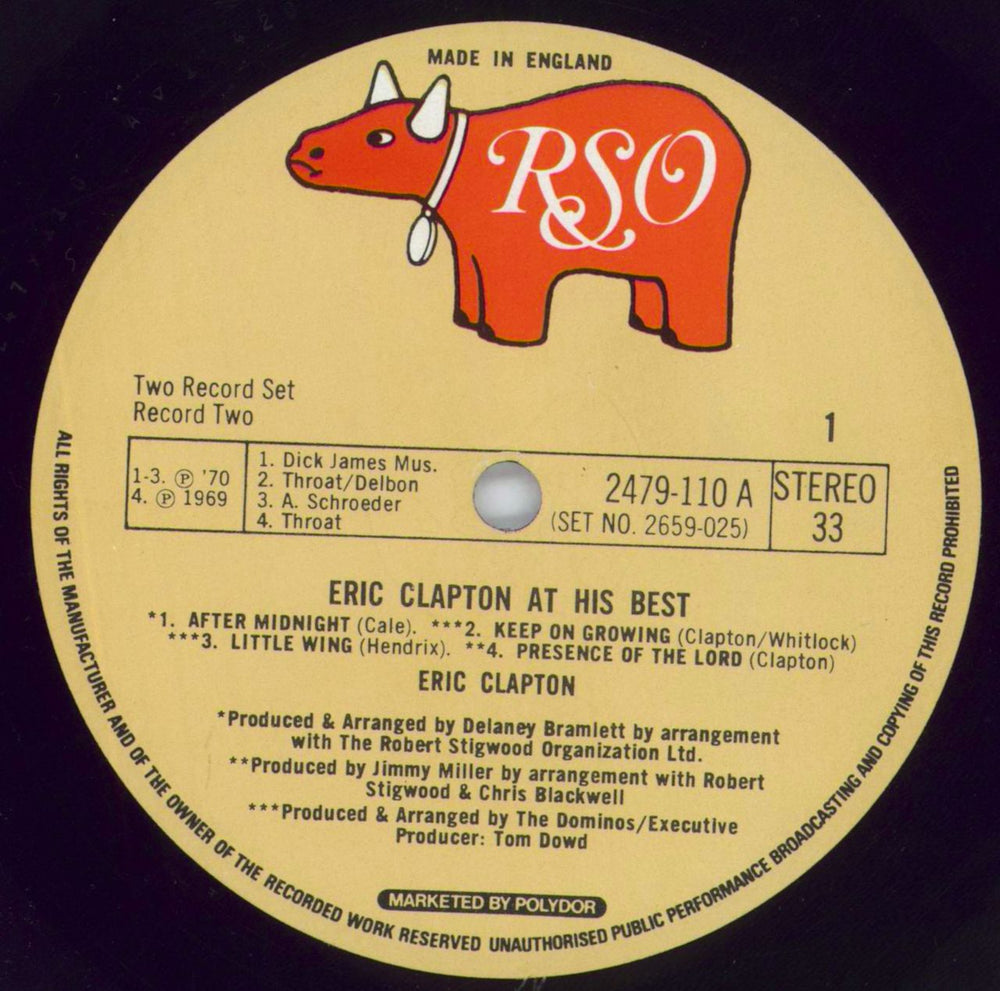 MADE IN ENGLAND
RSO
Two Record Set
Record Two
1
1-3. ℗ '70
4. ℗ 1969
1. Dick James Mus.
2. Throat/Delbon
3. A. Schroeder
4. Throat
2479-110 A
(SET NO. 2659-025)
STEREO
33
ERIC CLAPTON AT HIS BEST
*1. AFTER MIDNIGHT (Cale). ***2. KEEP ON GROWING (Clapton/Whitlock)
***3. LITTLE WING (Hendrix). **4. PRESENCE OF THE LORD (Clapton)
ERIC CLAPTON
*Produced & Arranged by Delaney Bramlett by arrangement
with The Robert Stigwood Organization Ltd.
**Produced by Jimmy Miller by arrangement with Robert
Stigwood & Chris Blackwell
***Produced & Arranged by The Dominos/Executive
Producer: Tom Dowd
MARKETED BY POLYDOR
ALL RIGHTS OF THE MANUFACTURER AND OF THE OWNER OF THE RECORDED WORK RESERVED UNAUTHORISED PUBLIC PERFORMANCE BROADCASTING AND COPYING OF THIS RECORD PROHIBITED